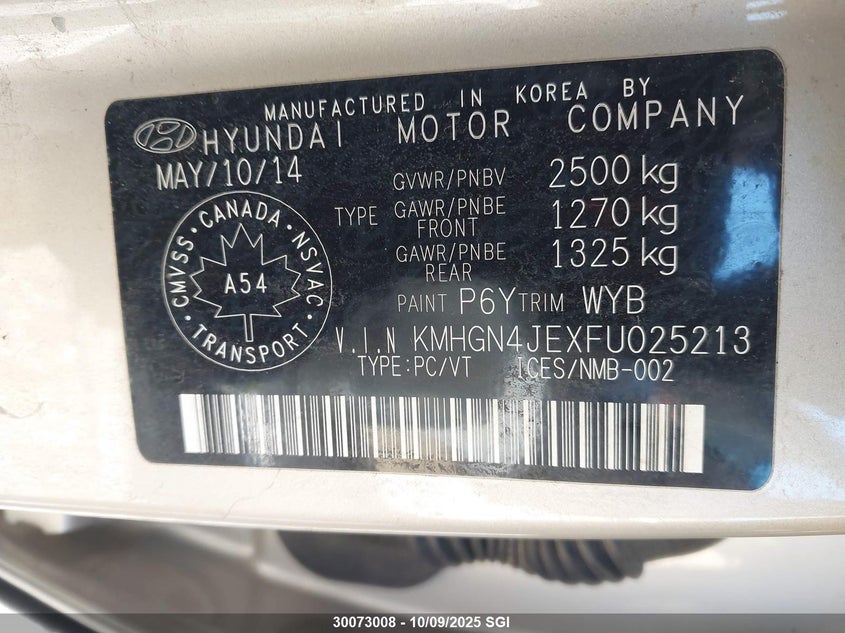 MANUFACTURED IN KOREA BY
HYUNDAI MOTOR COMPANY
MAY/10/14
GVWR/PNBV 2500 kg
TYPE GAWR/PNBE FRONT 1270 kg
GAWR/PNBE REAR 1325 kg
CMVSS · CANADA · NSVAC
A54
TRANSPORT
PAINT P6Y TRIM WYB
V.I.N KMHGN4JEXFU025213
TYPE:PC/VT ICES/NMB-002
30073008 - 10/09/2025 SGI